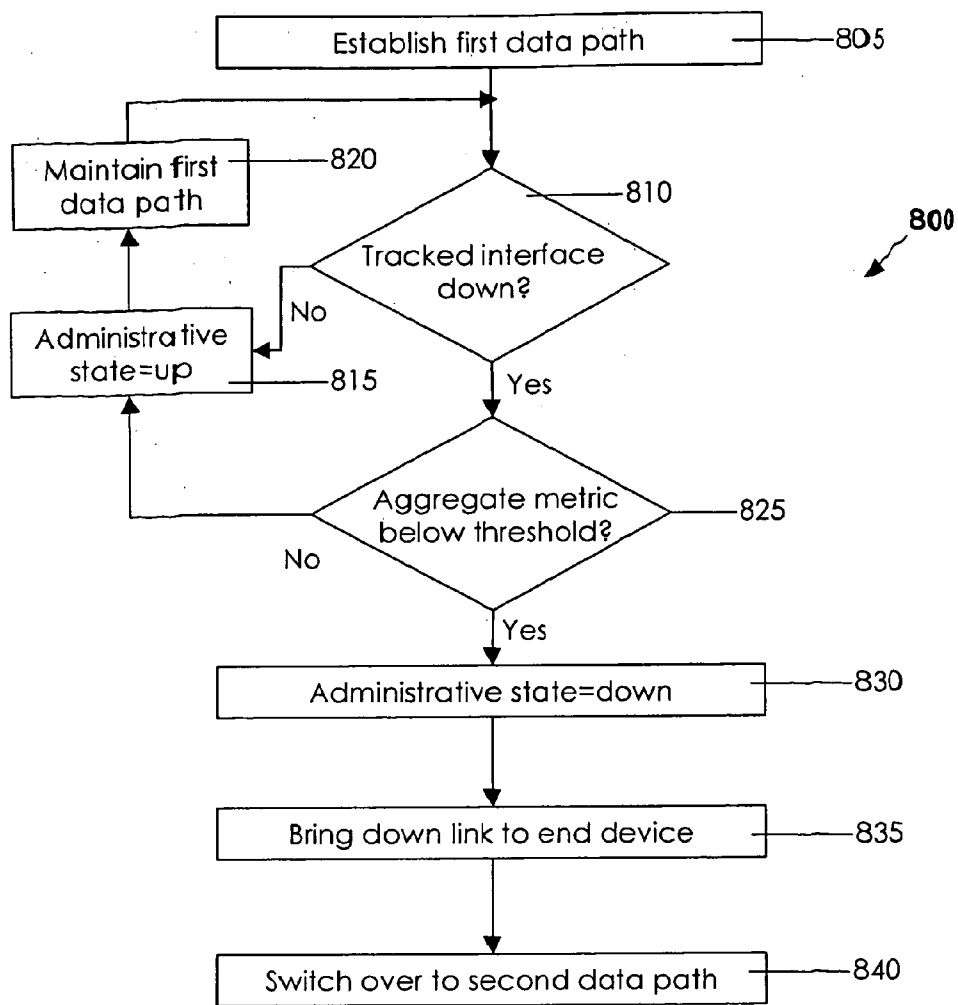 Establish first data path
805
Maintain first
data path
820
810
Tracked interface
down?
800
No
Administrative
state=up
815
Yes
Aggregate metric
below threshold?
825
No
Yes
Administrative state=down
830
Bring down link to end device
835
Switch over to second data path
840